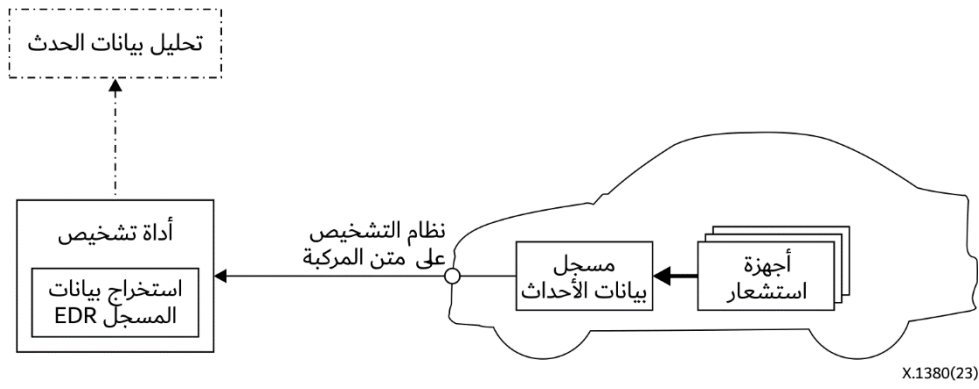 تحليل بيانات الحدث
نظام التشخيص
على متن المركبة
أداة تشخيص
استخراج بيانات
المسجل EDR
مسجل
بيانات الأحداث
أجهزة
استشعار
X.1380(23)